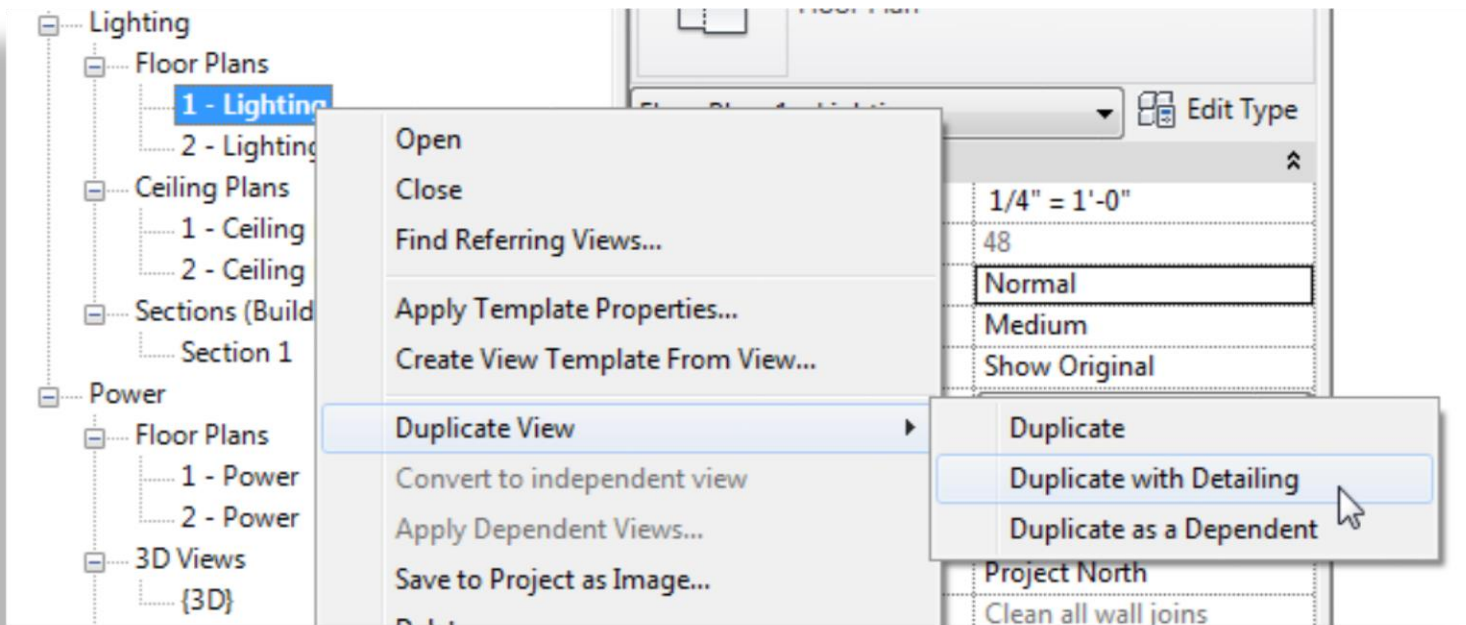 Lighting
Floor Plans
1 - Lighting
2 - Lighting
Ceiling Plans
1 - Ceiling
2 - Ceiling
Sections (Build
Section 1
Power
Floor Plans
1 - Power
2 - Power
3D Views
{3D}
Open
Close
Find Referring Views...
Apply Template Properties...
Create View Template From View...
Duplicate View
Convert to independent view
Apply Dependent Views...
Save to Project as Image...
Floor Plan
Edit Type
1/4" = 1'-0"
48
Normal
Medium
Show Original
Duplicate
Duplicate with Detailing
Duplicate as a Dependent
Project North
Clean all wall joins